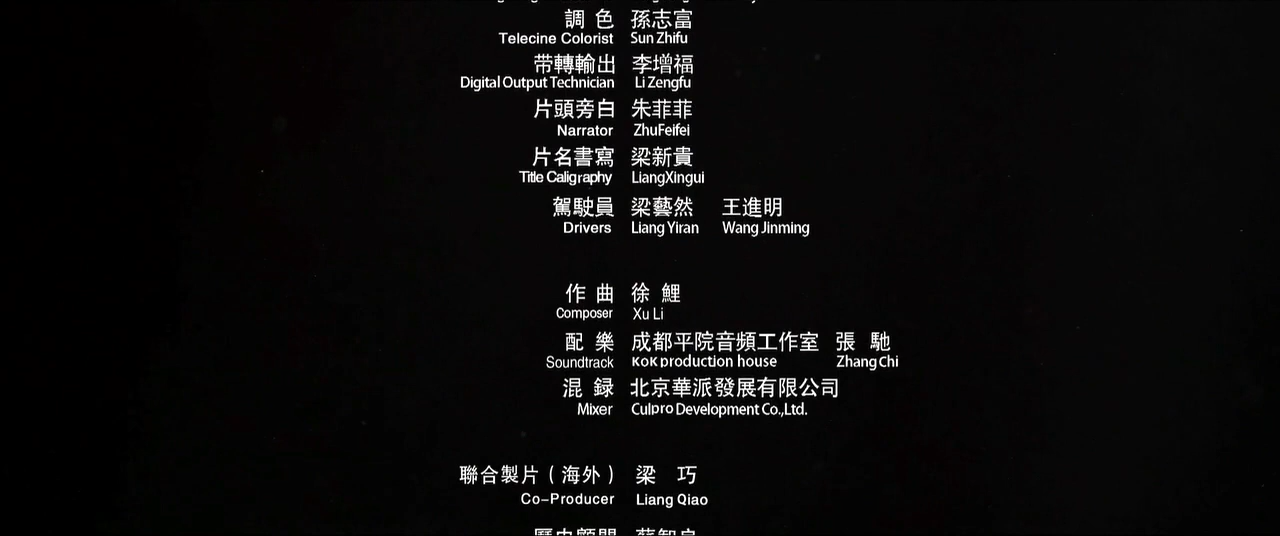 調 色 孫志富
Telecine Colorist Sun Zhifu
带轉輸出 李增福
Digital Output Technician Li Zengfu
片頭旁白 朱菲菲
Narrator ZhuFeifei
片名書寫 梁新貴
Title Caligraphy LiangXingui
駕駛員 梁藝然 王進明
Drivers Liang Yiran Wang Jinming
作 曲 徐 鯉
Composer Xu Li
配 樂 成都平院音頻工作室 張 馳
Soundtrack KoK production house Zhang Chi
混 録 北京華派發展有限公司
Mixer Culpro Development Co.,Ltd.
聯合製片（海外） 梁 巧
Co-Producer Liang Qiao